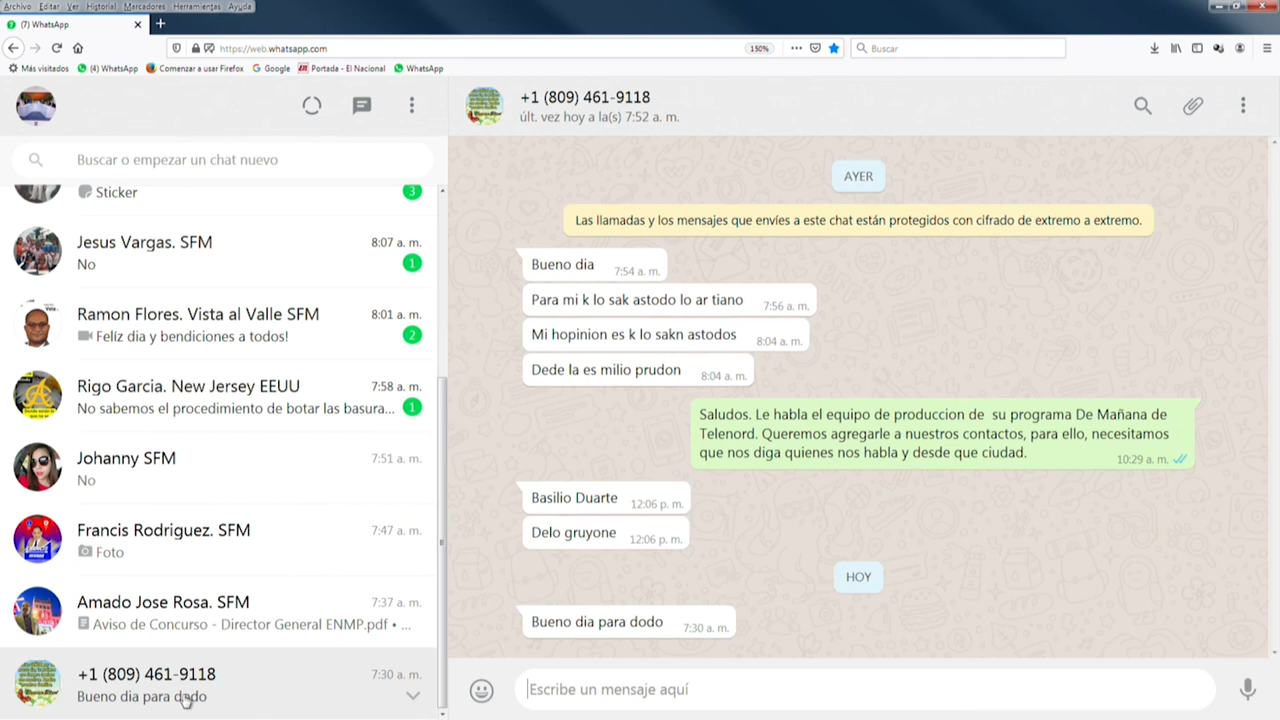 Archivo Editar Ver Historial Marcadores Herramientas Ayuda
(7) WhatsApp
https://web.whatsapp.com
150%
Buscar
Más visitados (4) WhatsApp Comenzar a usar Firefox Google Portada - El Nacional WhatsApp
Buscar o empezar un chat nuevo
Sticker
3
Jesus Vargas. SFM 8:07 a. m.
No 1
Ramon Flores. Vista al Valle SFM 8:01 a. m.
Felíz dia y bendiciones a todos! 2
Rigo Garcia. New Jersey EEUU 7:58 a. m.
No sabemos el procedimiento de botar las basura... 1
Johanny SFM 7:51 a. m.
No
Francis Rodriguez. SFM 7:47 a. m.
Foto
Amado Jose Rosa. SFM 7:37 a. m.
Aviso de Concurso - Director General ENMP.pdf • ...
+1 (809) 461-9118 7:30 a. m.
Bueno dia para dodo
+1 (809) 461-9118
últ. vez hoy a la(s) 7:52 a. m.
AYER
Las llamadas y los mensajes que envíes a este chat están protegidos con cifrado de extremo a extremo.
Bueno dia 7:54 a. m.
Para mi k lo sak astodo lo ar tiano 7:56 a. m.
Mi hopinion es k lo sakn astodos 8:04 a. m.
Dede la es milio prudon 8:04 a. m.
Saludos. Le habla el equipo de produccion de su programa De Mañana de
Telenord. Queremos agregarle a nuestros contactos, para ello, necesitamos
que nos diga quienes nos habla y desde que ciudad. 10:29 a. m.
Basilio Duarte 12:06 p. m.
Delo gruyone 12:06 p. m.
HOY
Bueno dia para dodo 7:30 a. m.
Escribe un mensaje aquí